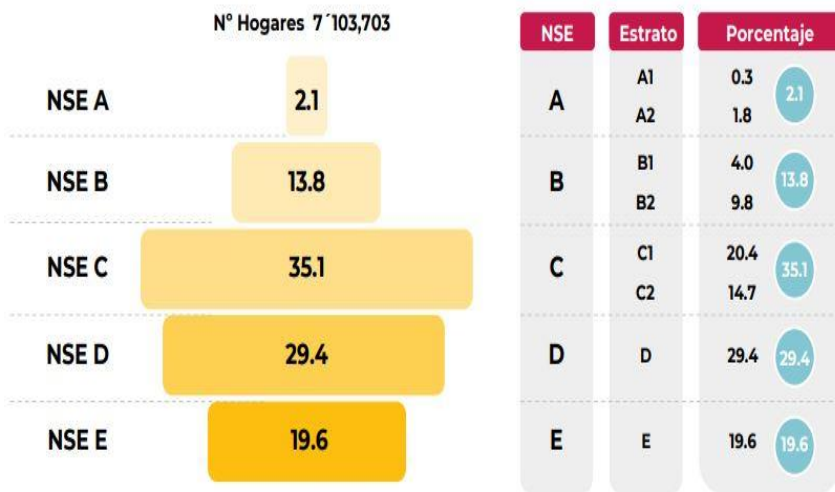 N° Hogares 7´103,703
NSE A 2.1
NSE B 13.8
NSE C 35.1
NSE D 29.4
NSE E 19.6
NSE Estrato Porcentaje
A1 0.3
A 2.1
A2 1.8
B1 4.0
B 13.8
B2 9.8
C1 20.4
C 35.1
C2 14.7
D D 29.4 29.4
E E 19.6 19.6